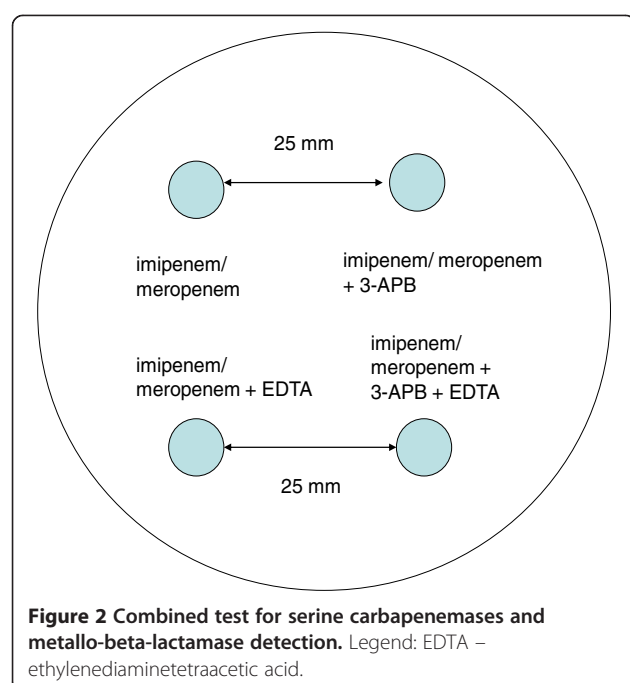 25 mm
imipenem/
meropenem
imipenem/ meropenem
+ 3-APB
imipenem/
meropenem + EDTA
imipenem/
meropenem +
3-APB + EDTA
25 mm
Figure 2 Combined test for serine carbapenemases and
metallo-beta-lactamase detection. Legend: EDTA –
ethylenediaminetetraacetic acid.